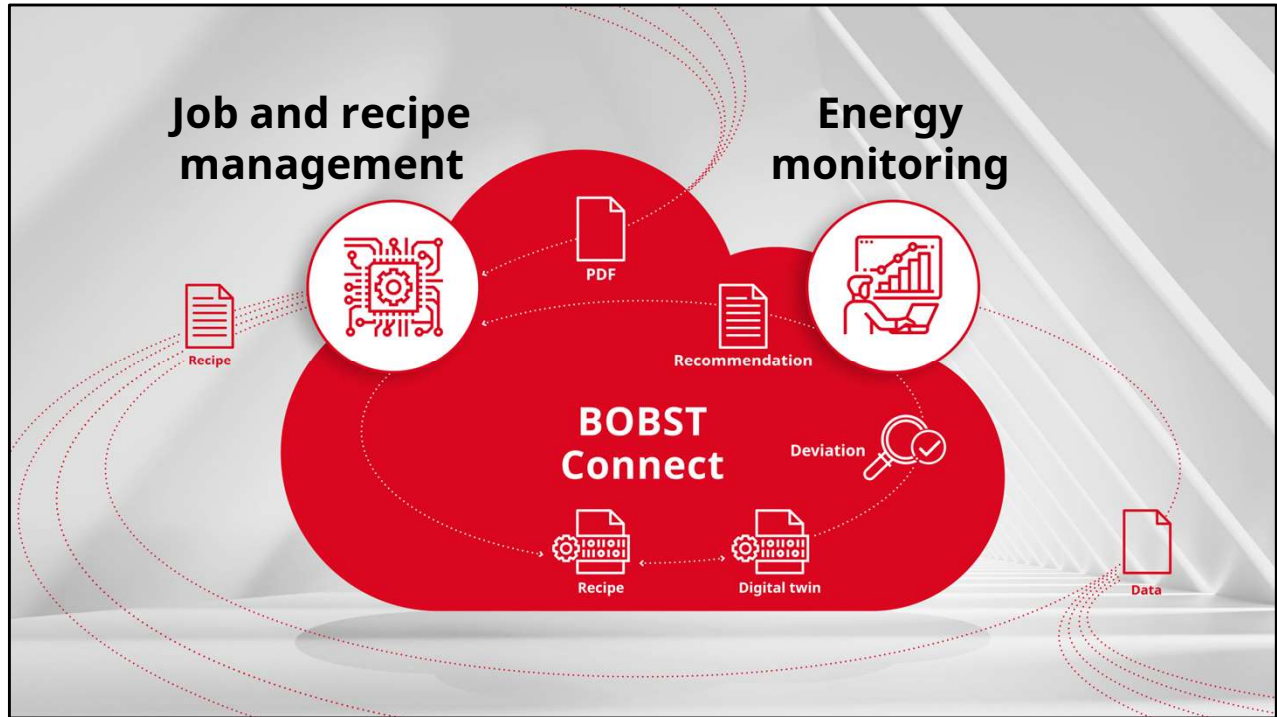 Job and recipe
management
Energy
monitoring
PDF
Recipe
Recommendation
BOBST
Connect
Deviation
Recipe
Digital twin
Data